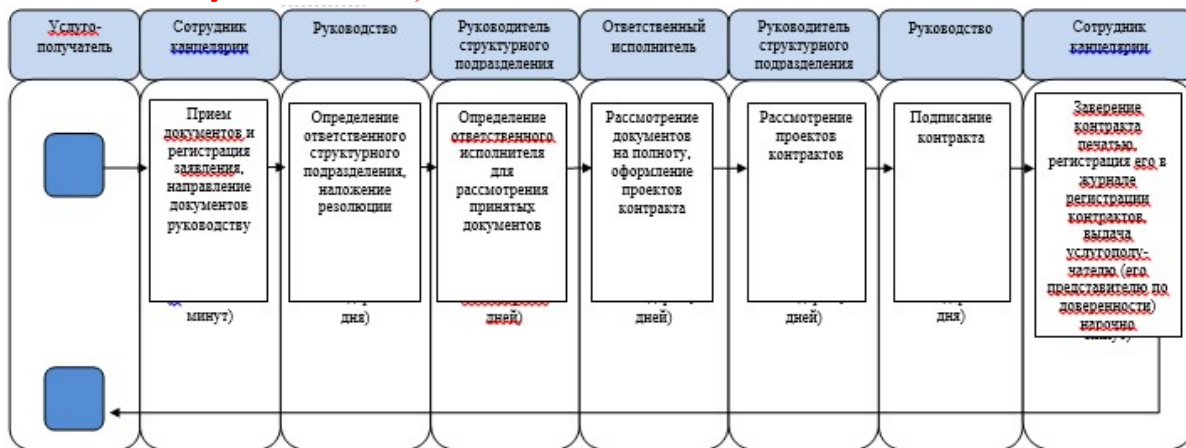 Услуго-
получатель
Сотрудник
канцелярии
Руководство
Руководитель
структурного
подразделения
Ответственный
исполнитель
Руководитель
структурного
подразделения
Руководство
Сотрудник
канцелярии
Прием
документов и
регистрация
заявления,
направление
документов
руководству
минут)
Определение
ответственного
структурного
подразделения,
наложение
резолюции
дня)
Определение
ответственного
исполнителя
для
рассмотрения
принятых
документов
дней)
Рассмотрение
документов
на полноту,
оформление
проектов
контракта
дней)
Рассмотрение
проектов
контрактов
дней)
Подписание
контракта
дня)
Заверение
контракта
печатью,
регистрация его в
журнале
регистрации
контрактов,
выдача
услугополу-
чателю (его
представителю по
доверенности)
нарочно